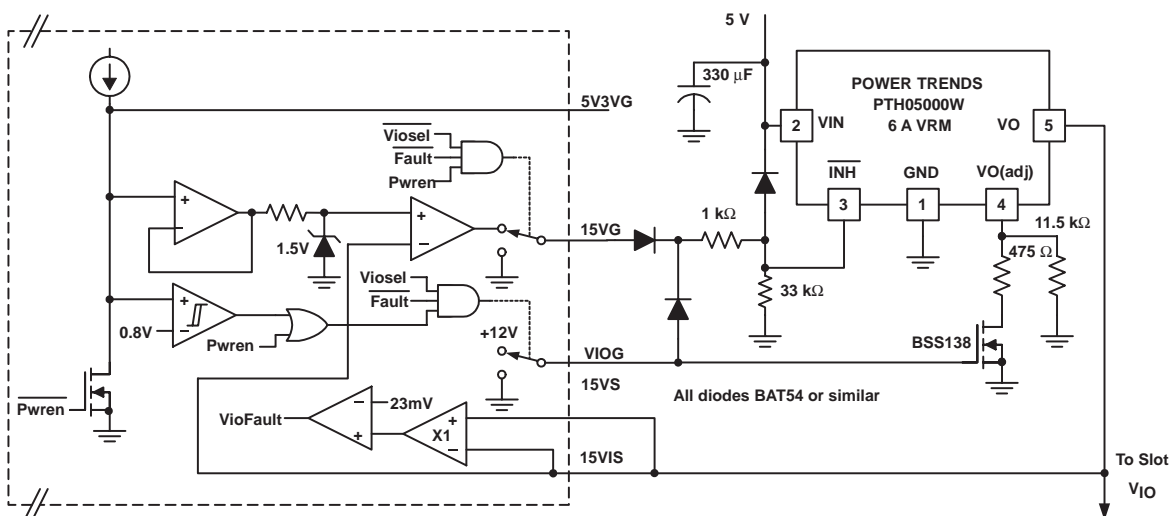 5 V
330 μF
POWER TRENDS
PTH05000W
6 A VRM
2 VIN
VO 5
INH
GND
VO(adj)
3
1
4
5V3VG
Viosel
Fault
Pwren
+
−
1.5V
+
−
15VG
1 kΩ
11.5 kΩ
475 Ω
33 kΩ
Viosel
Fault
+
−
0.8V
Pwren
+12V
VIOG
BSS138
15VS
All diodes BAT54 or similar
Pwren
VioFault
−
23mV
+
X1
+
−
15VIS
To Slot
VIO